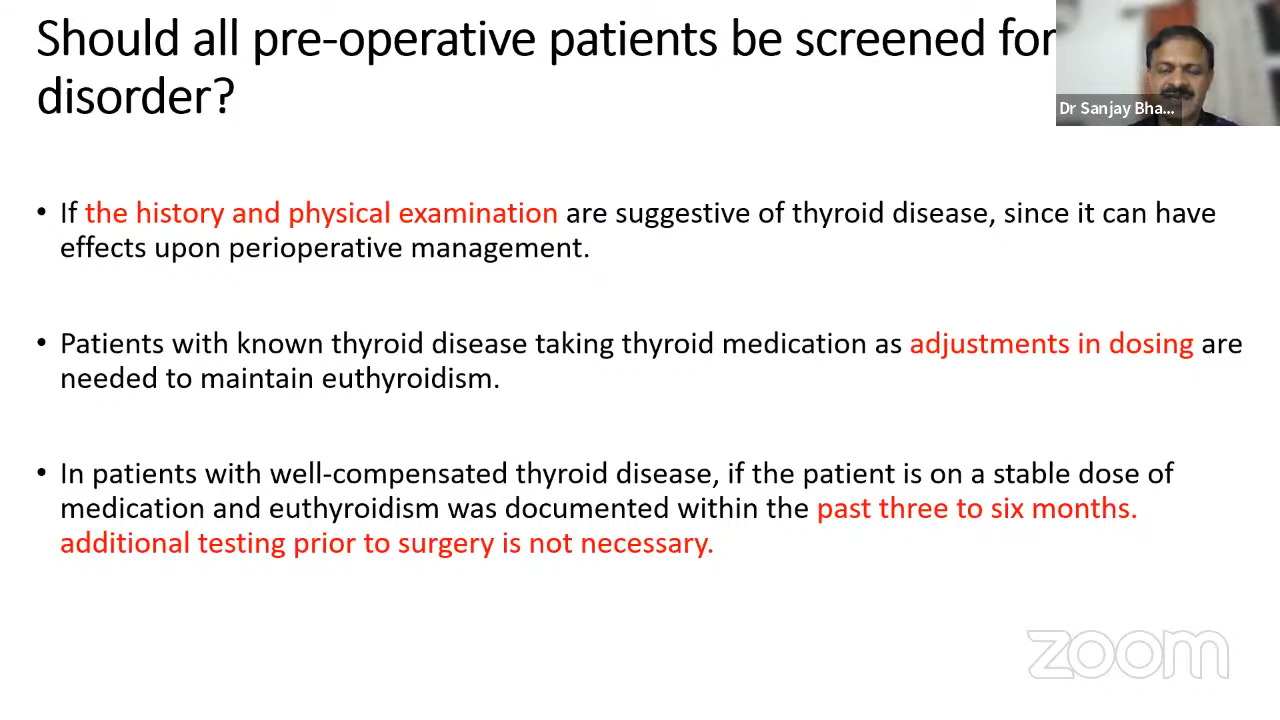 Should all pre-operative patients be screened for
disorder?
Dr Sanjay Bha...
• If the history and physical examination are suggestive of thyroid disease, since it can have
effects upon perioperative management.
• Patients with known thyroid disease taking thyroid medication as adjustments in dosing are
needed to maintain euthyroidism.
• In patients with well-compensated thyroid disease, if the patient is on a stable dose of
medication and euthyroidism was documented within the past three to six months.
additional testing prior to surgery is not necessary.
zoom